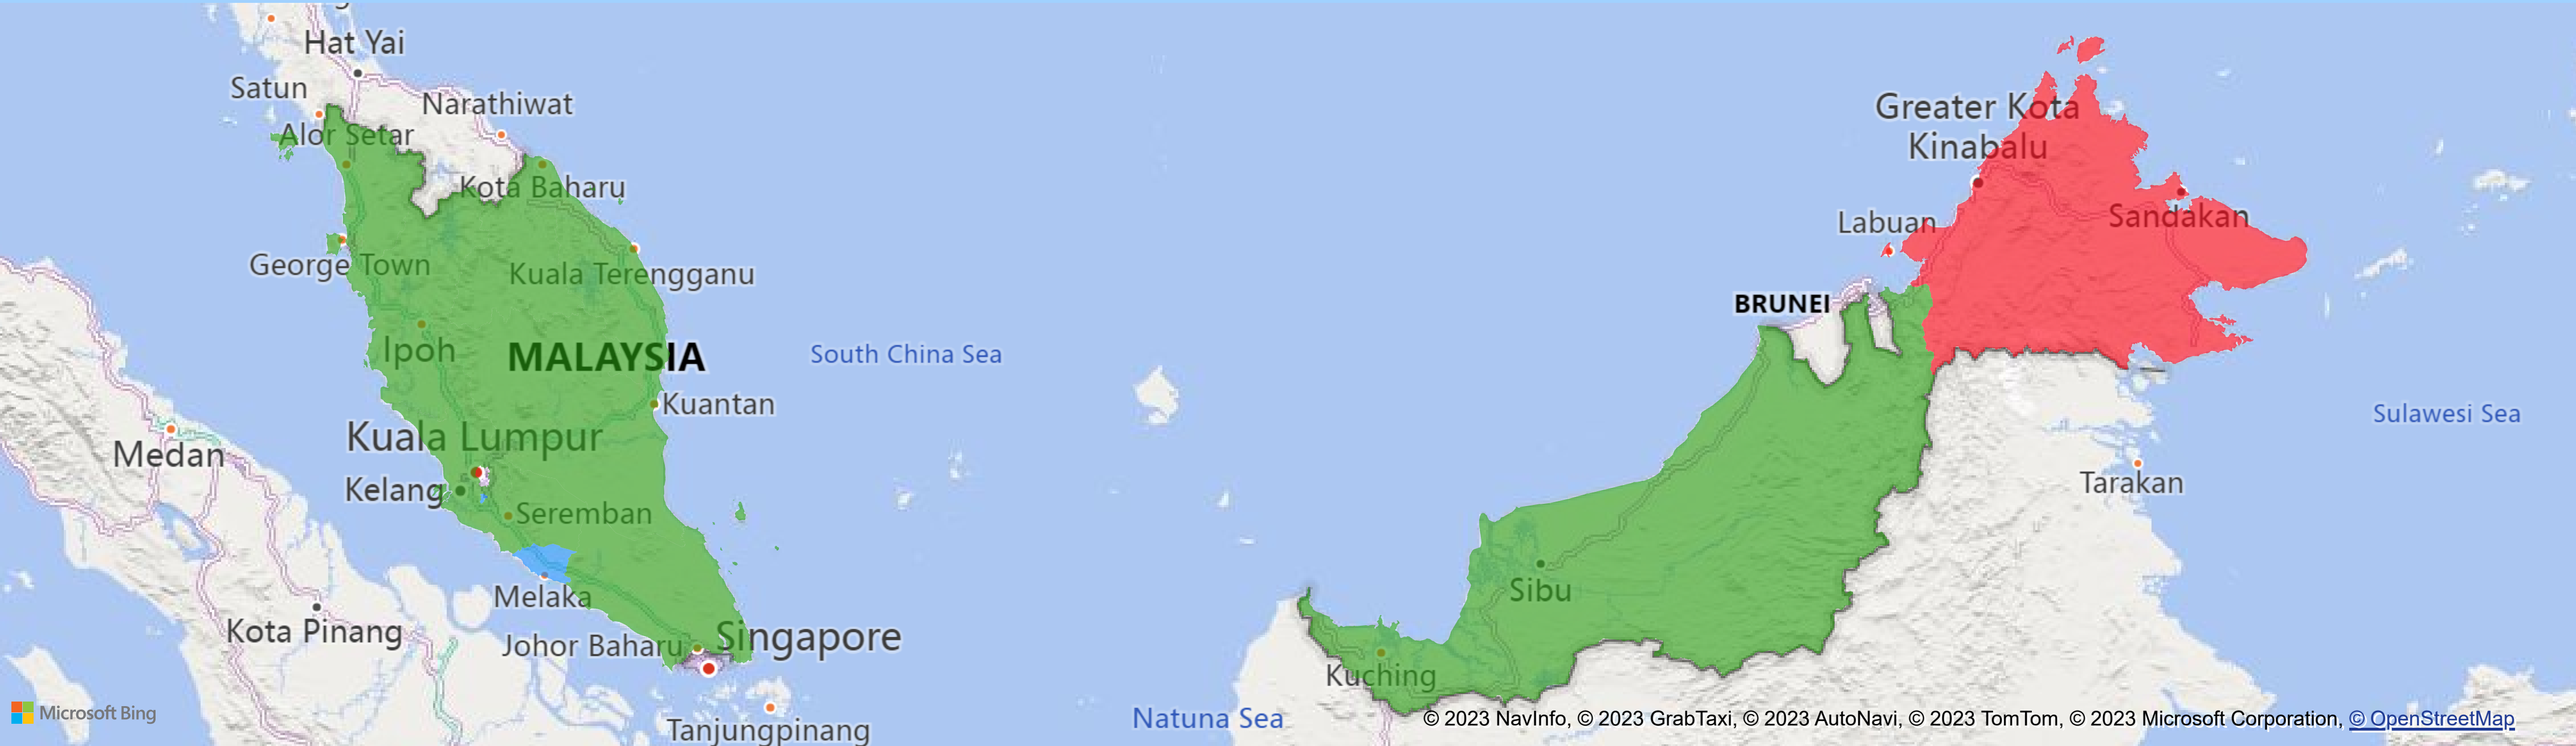 Hat Yai
Satun
Narathiwat
Alor Setar
Kota Baharu
George Town
Kuala Terengganu
Ipoh
MALAYSIA
South China Sea
Kuantan
Kuala Lumpur
Medan
Kelang
Seremban
Melaka
Kota Pinang
Johor Baharu
Singapore
Tanjungpinang
Microsoft Bing
Greater Kota
Kinabalu
Labuan
Sandakan
BRUNEI
Sulawesi Sea
Tarakan
Sibu
Kuching
Natuna Sea
© 2023 NavInfo, © 2023 GrabTaxi, © 2023 AutoNavi, © 2023 TomTom, © 2023 Microsoft Corporation, © OpenStreetMap